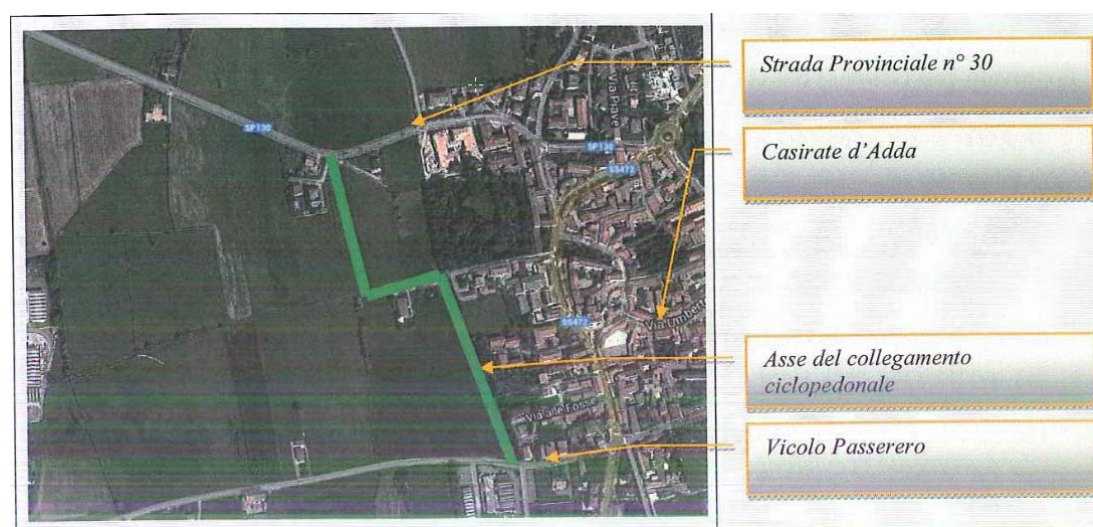 Strada Provinciale n° 30
Via Piave
SP130
SP130
Casirate d'Adda
SS472
Via Umberto
SS472
Asse del collegamento
ciclopedonale
Via alle Fosse
Vicolo Passerero